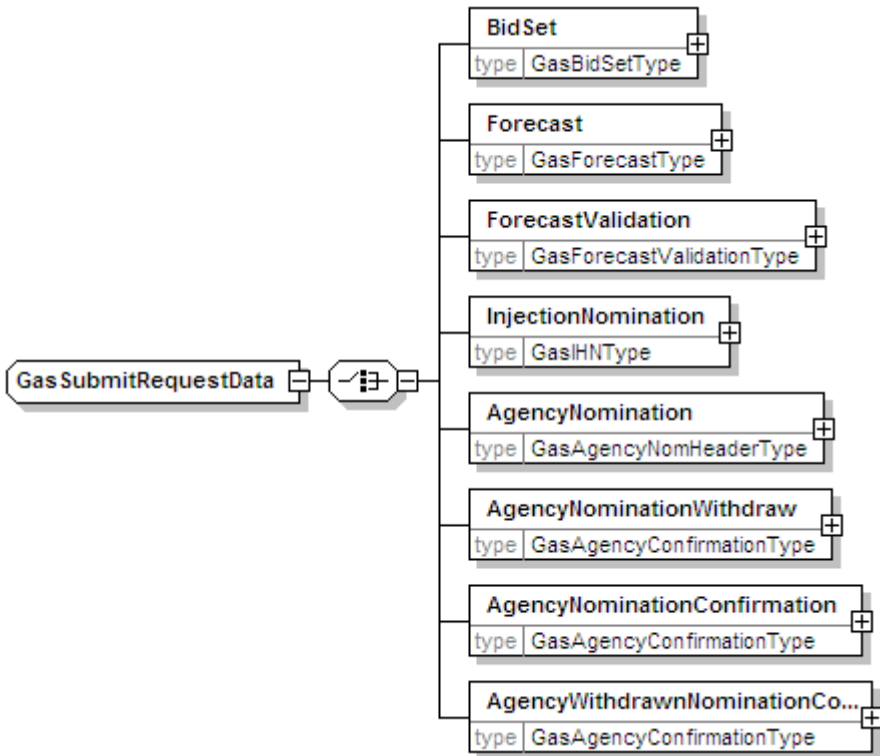 BidSet
type GasBidSetType
Forecast
type GasForecastType
ForecastValidation
type GasForecastValidationType
InjectionNomination
type GasIHNType
GasSubmitRequestData
AgencyNomination
type GasAgencyNomHeaderType
AgencyNominationWithdraw
type GasAgencyConfirmationType
AgencyNominationConfirmation
type GasAgencyConfirmationType
AgencyWithdrawnNominationCo...
type GasAgencyConfirmationType